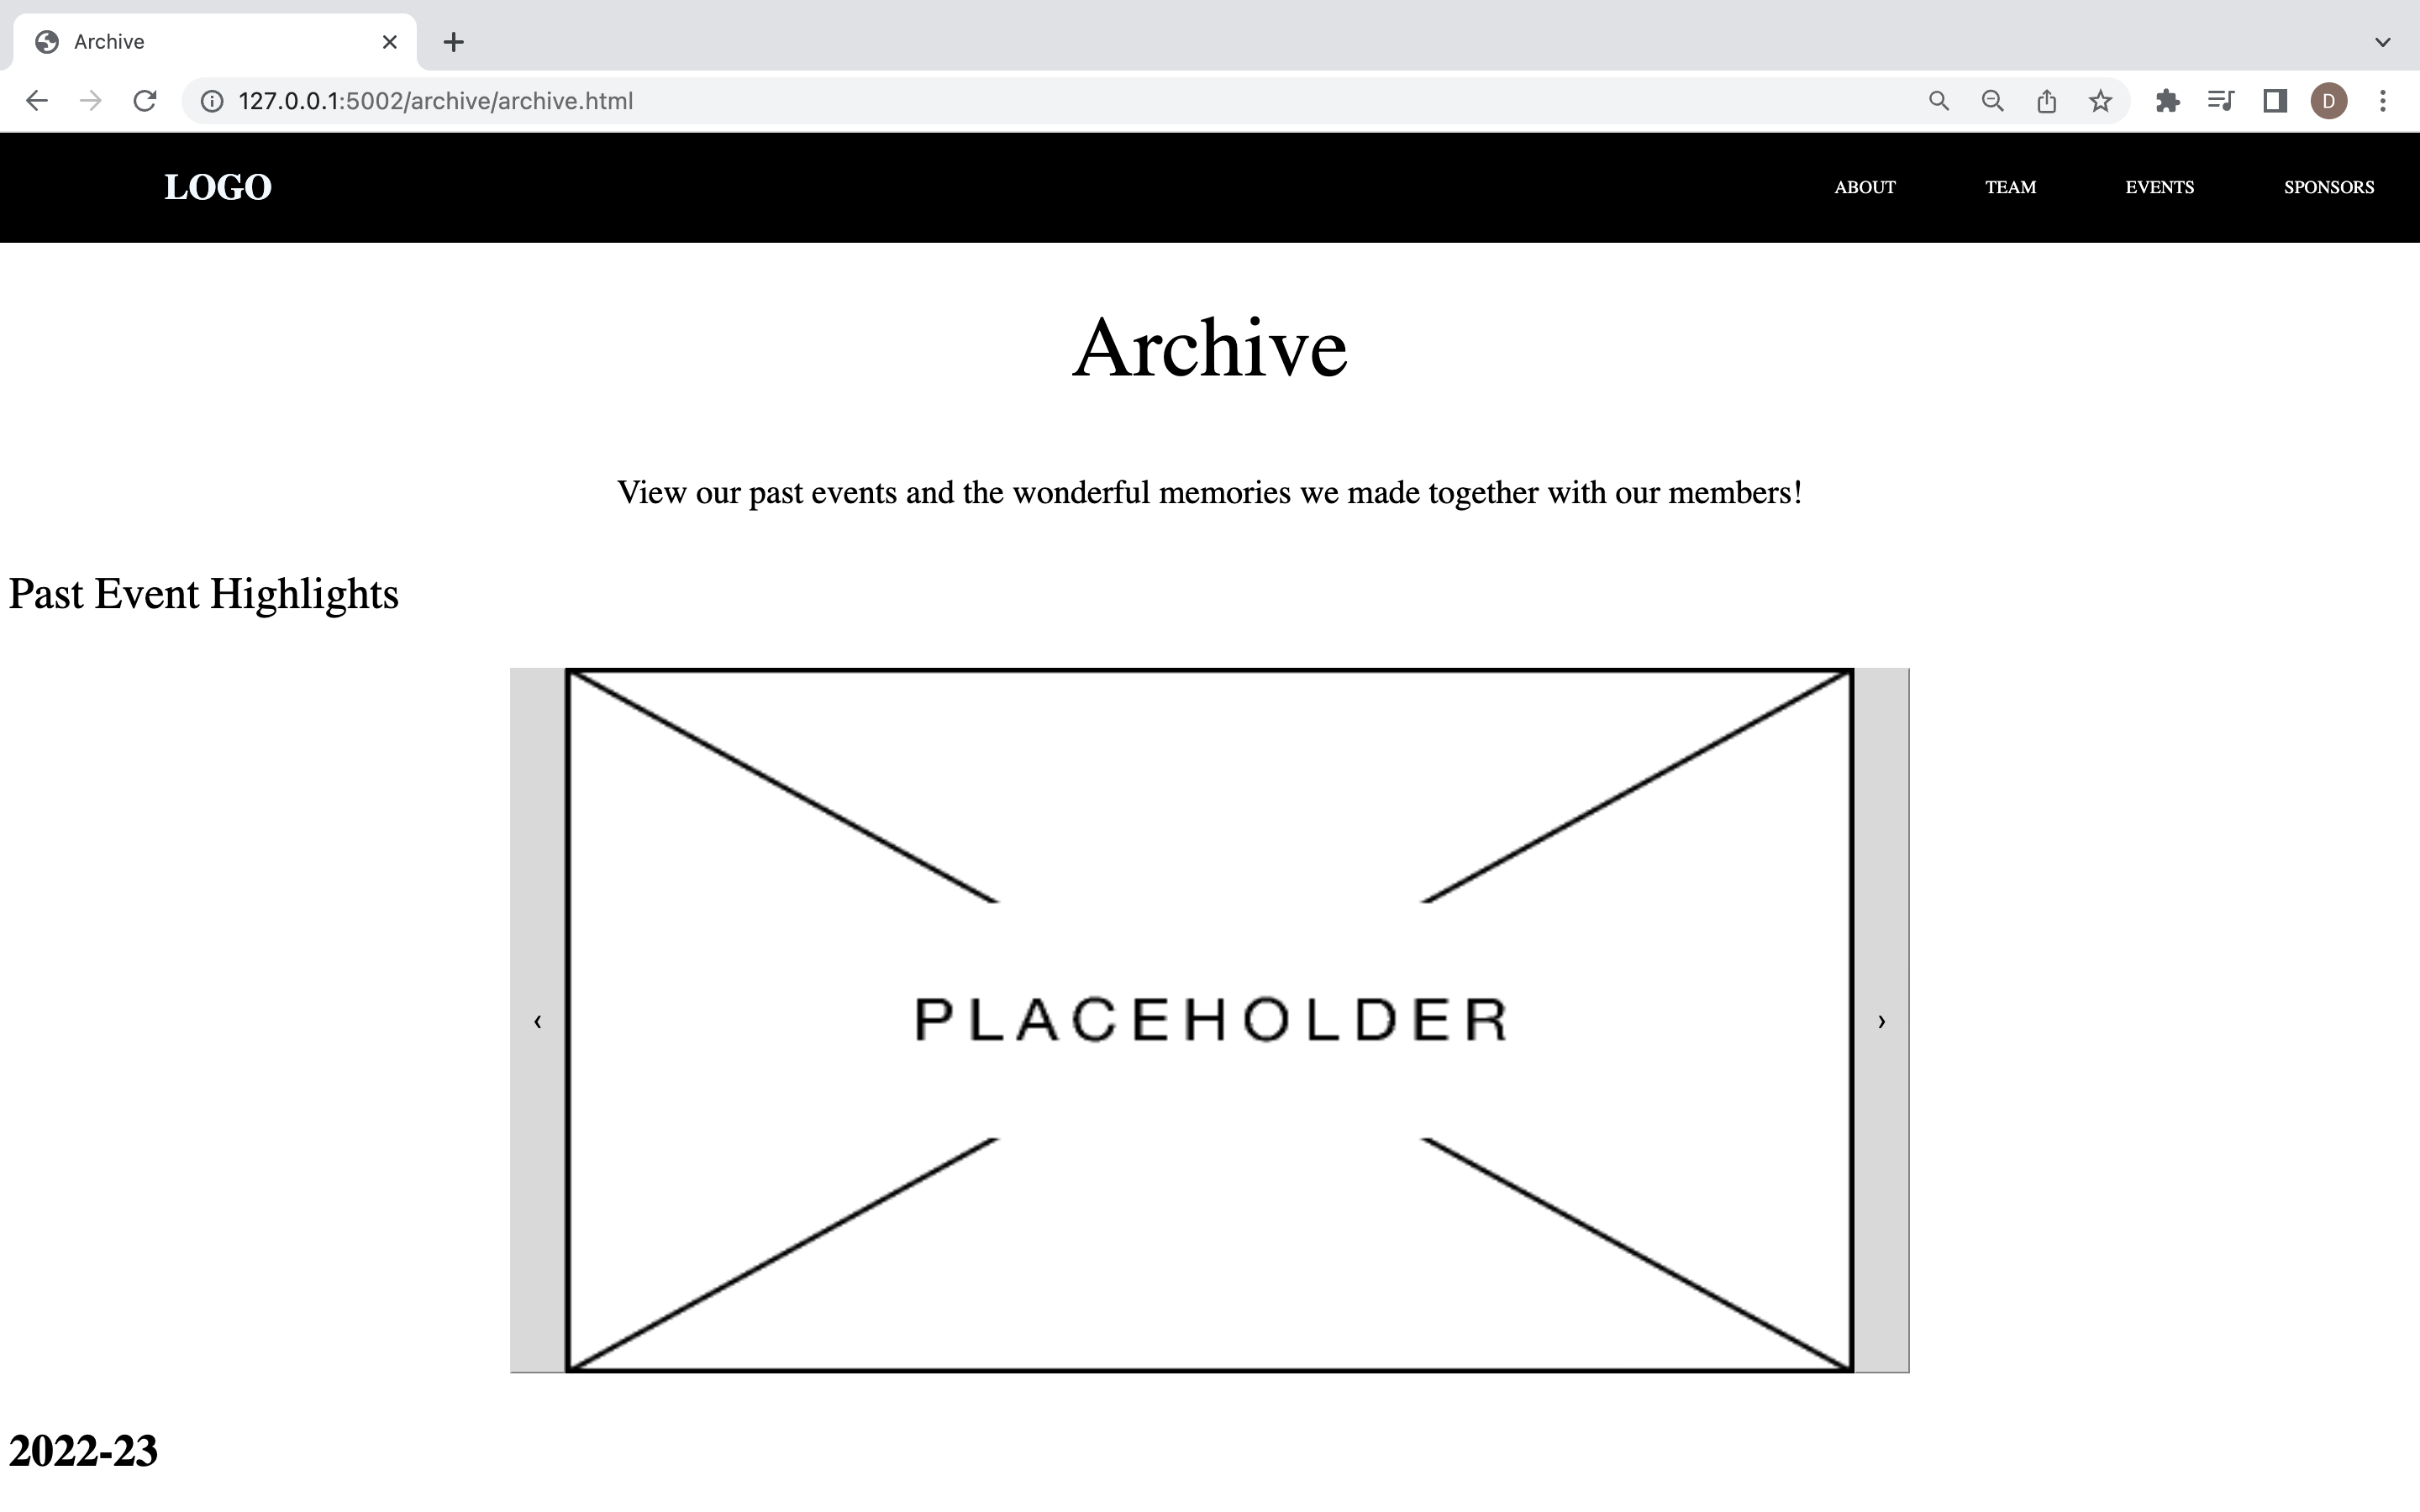 Archive
127.0.0.1:5002/archive/archive.html
D
LOGO
ABOUT TEAM EVENTS SPONSORS
Archive
View our past events and the wonderful memories we made together with our members!
Past Event Highlights
‹ PLACEHOLDER ›
2022-23